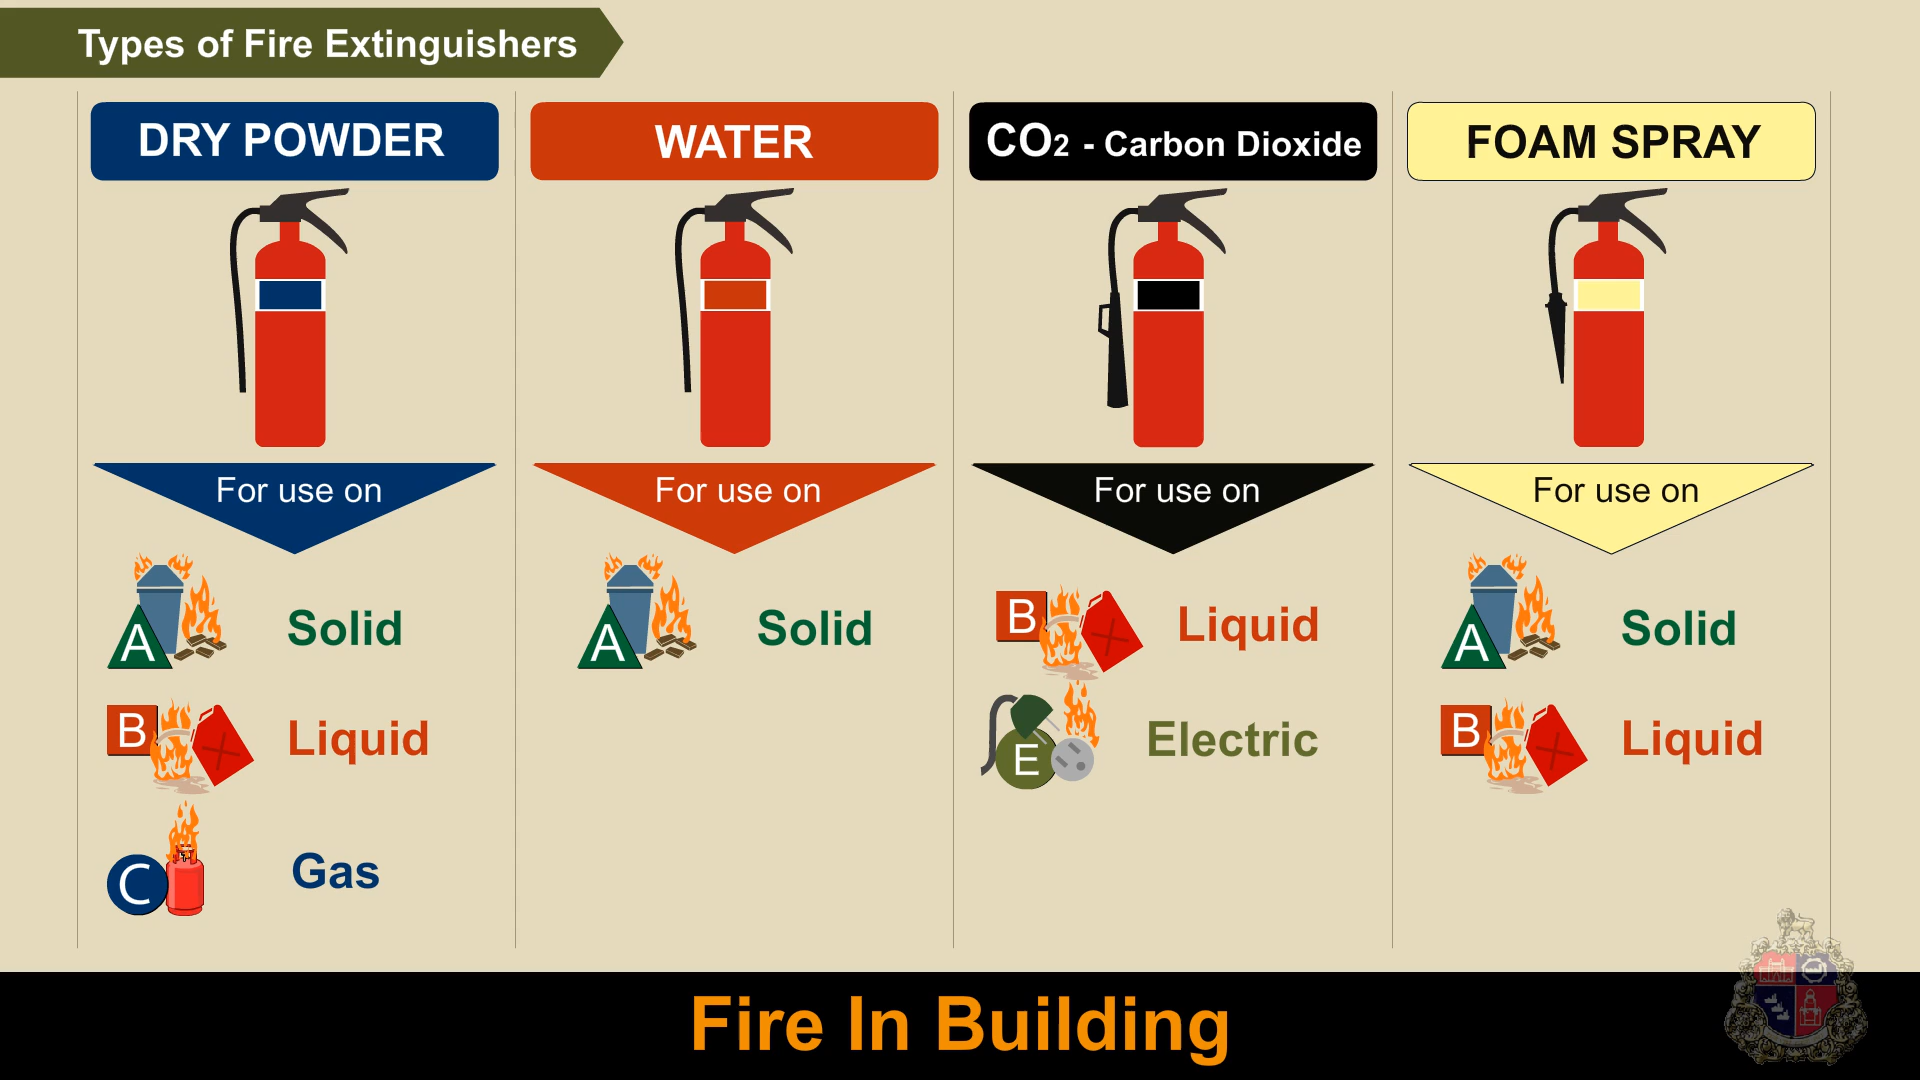 Types of Fire Extinguishers
DRY POWDER
For use on
A Solid
B Liquid
C Gas
WATER
For use on
A Solid
CO2 - Carbon Dioxide
For use on
B Liquid
E Electric
FOAM SPRAY
For use on
A Solid
B Liquid
Fire In Building